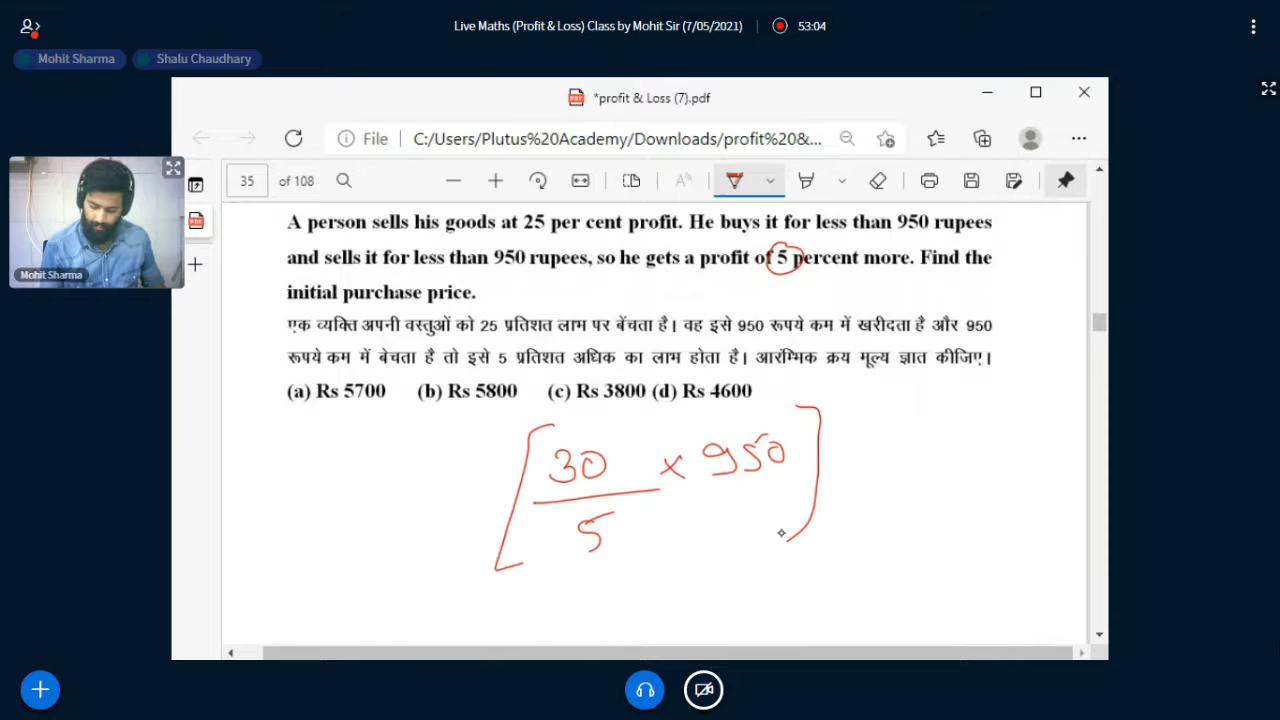 Live Maths (Profit & Loss) Class by Mohit Sir (7/05/2021) 53:04
Mohit Sharma Shalu Chaudhary
*profit & Loss (7).pdf
File C:/Users/Plutus%20Academy/Downloads/profit%20&...
35 of 108
Mohit Sharma
A person sells his goods at 25 per cent profit. He buys it for less than 950 rupees
and sells it for less than 950 rupees, so he gets a profit of 5 percent more. Find the
initial purchase price.
एक व्यक्ति अपनी वस्तुओं को 25 प्रतिशत लाभ पर बेंचता है। वह इसे 950 रूपये कम में खरीदता है और 950
रूपये कम में बेचता है तो इसे 5 प्रतिशत अधिक का लाभ होता है। आरंम्भिक क्रय मूल्य ज्ञात कीजिए।
(a) Rs 5700 (b) Rs 5800 (c) Rs 3800 (d) Rs 4600
30 × 950
5